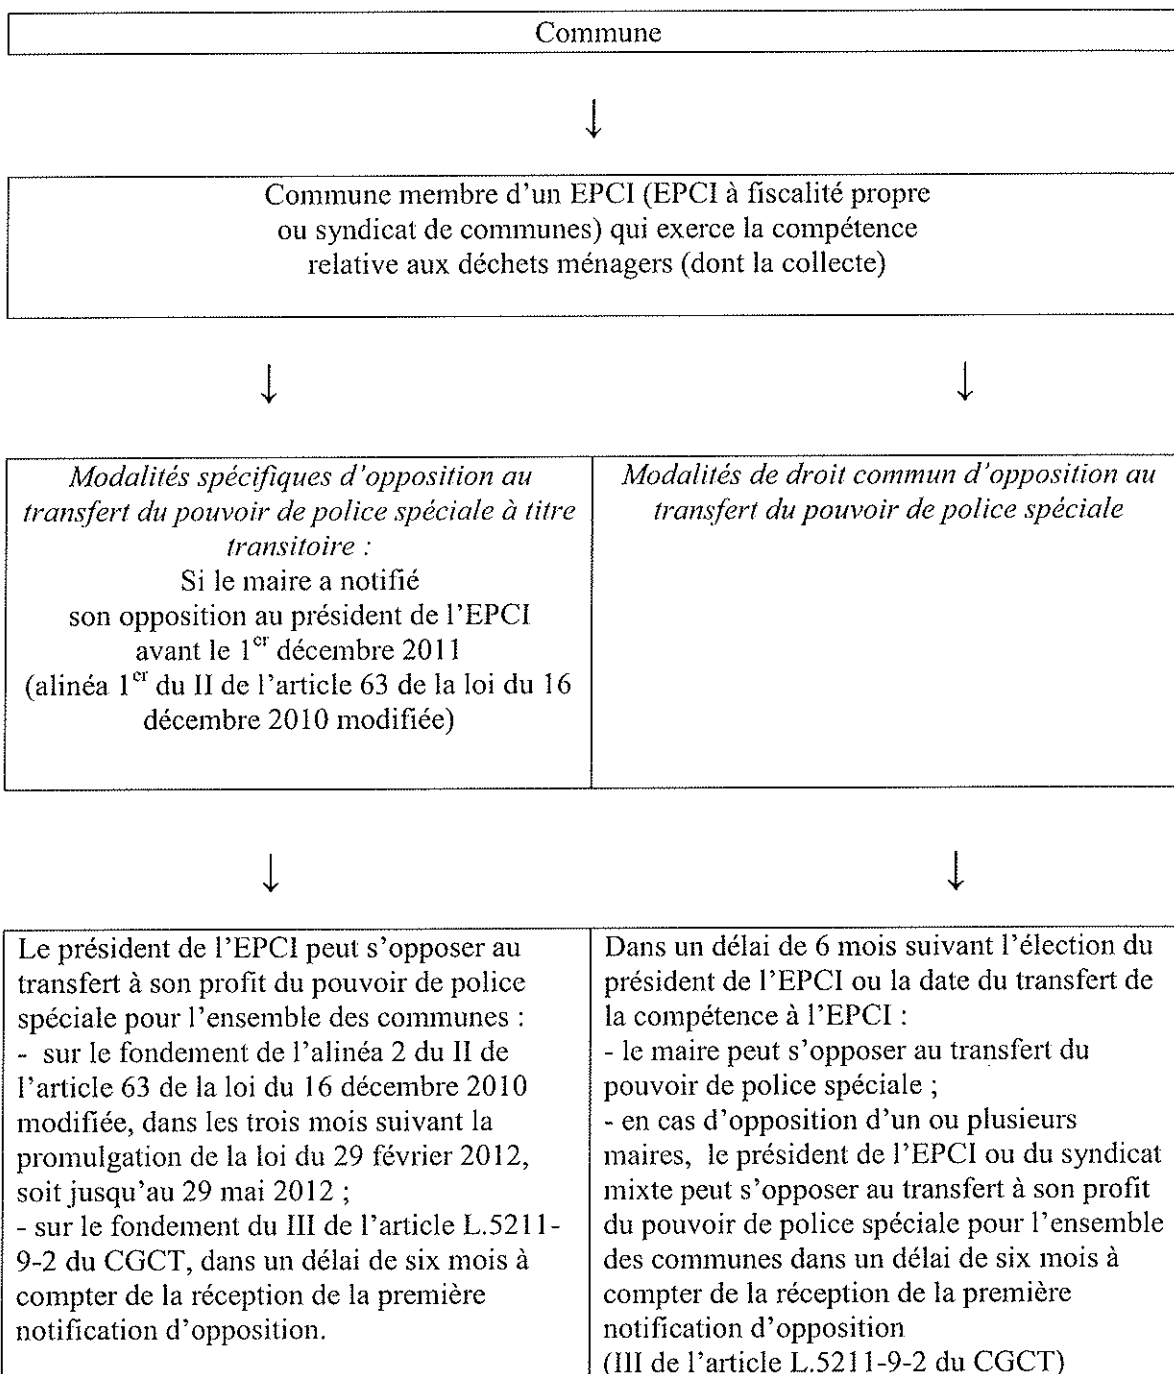 Commune
↓
Commune membre d'un EPCI (EPCI à fiscalité propre
ou syndicat de communes) qui exerce la compétence
relative aux déchets ménagers (dont la collecte)
↓ ↓
Modalités spécifiques d'opposition au
transfert du pouvoir de police spéciale à titre
transitoire :
Si le maire a notifié
son opposition au président de l'EPCI
avant le 1er décembre 2011
(alinéa 1er du II de l'article 63 de la loi du 16
décembre 2010 modifiée)
Modalités de droit commun d'opposition au
transfert du pouvoir de police spéciale
↓ ↓
Le président de l'EPCI peut s'opposer au
transfert à son profit du pouvoir de police
spéciale pour l'ensemble des communes :
- sur le fondement de l'alinéa 2 du II de
l'article 63 de la loi du 16 décembre 2010
modifiée, dans les trois mois suivant la
promulgation de la loi du 29 février 2012,
soit jusqu'au 29 mai 2012 ;
- sur le fondement du III de l'article L.5211-
9-2 du CGCT, dans un délai de six mois à
compter de la réception de la première
notification d'opposition.
Dans un délai de 6 mois suivant l'élection du
président de l'EPCI ou la date du transfert de
la compétence à l'EPCI :
- le maire peut s'opposer au transfert du
pouvoir de police spéciale ;
- en cas d'opposition d'un ou plusieurs
maires, le président de l'EPCI ou du syndicat
mixte peut s'opposer au transfert à son profit
du pouvoir de police spéciale pour l'ensemble
des communes dans un délai de six mois à
compter de la réception de la première
notification d'opposition
(III de l'article L.5211-9-2 du CGCT)